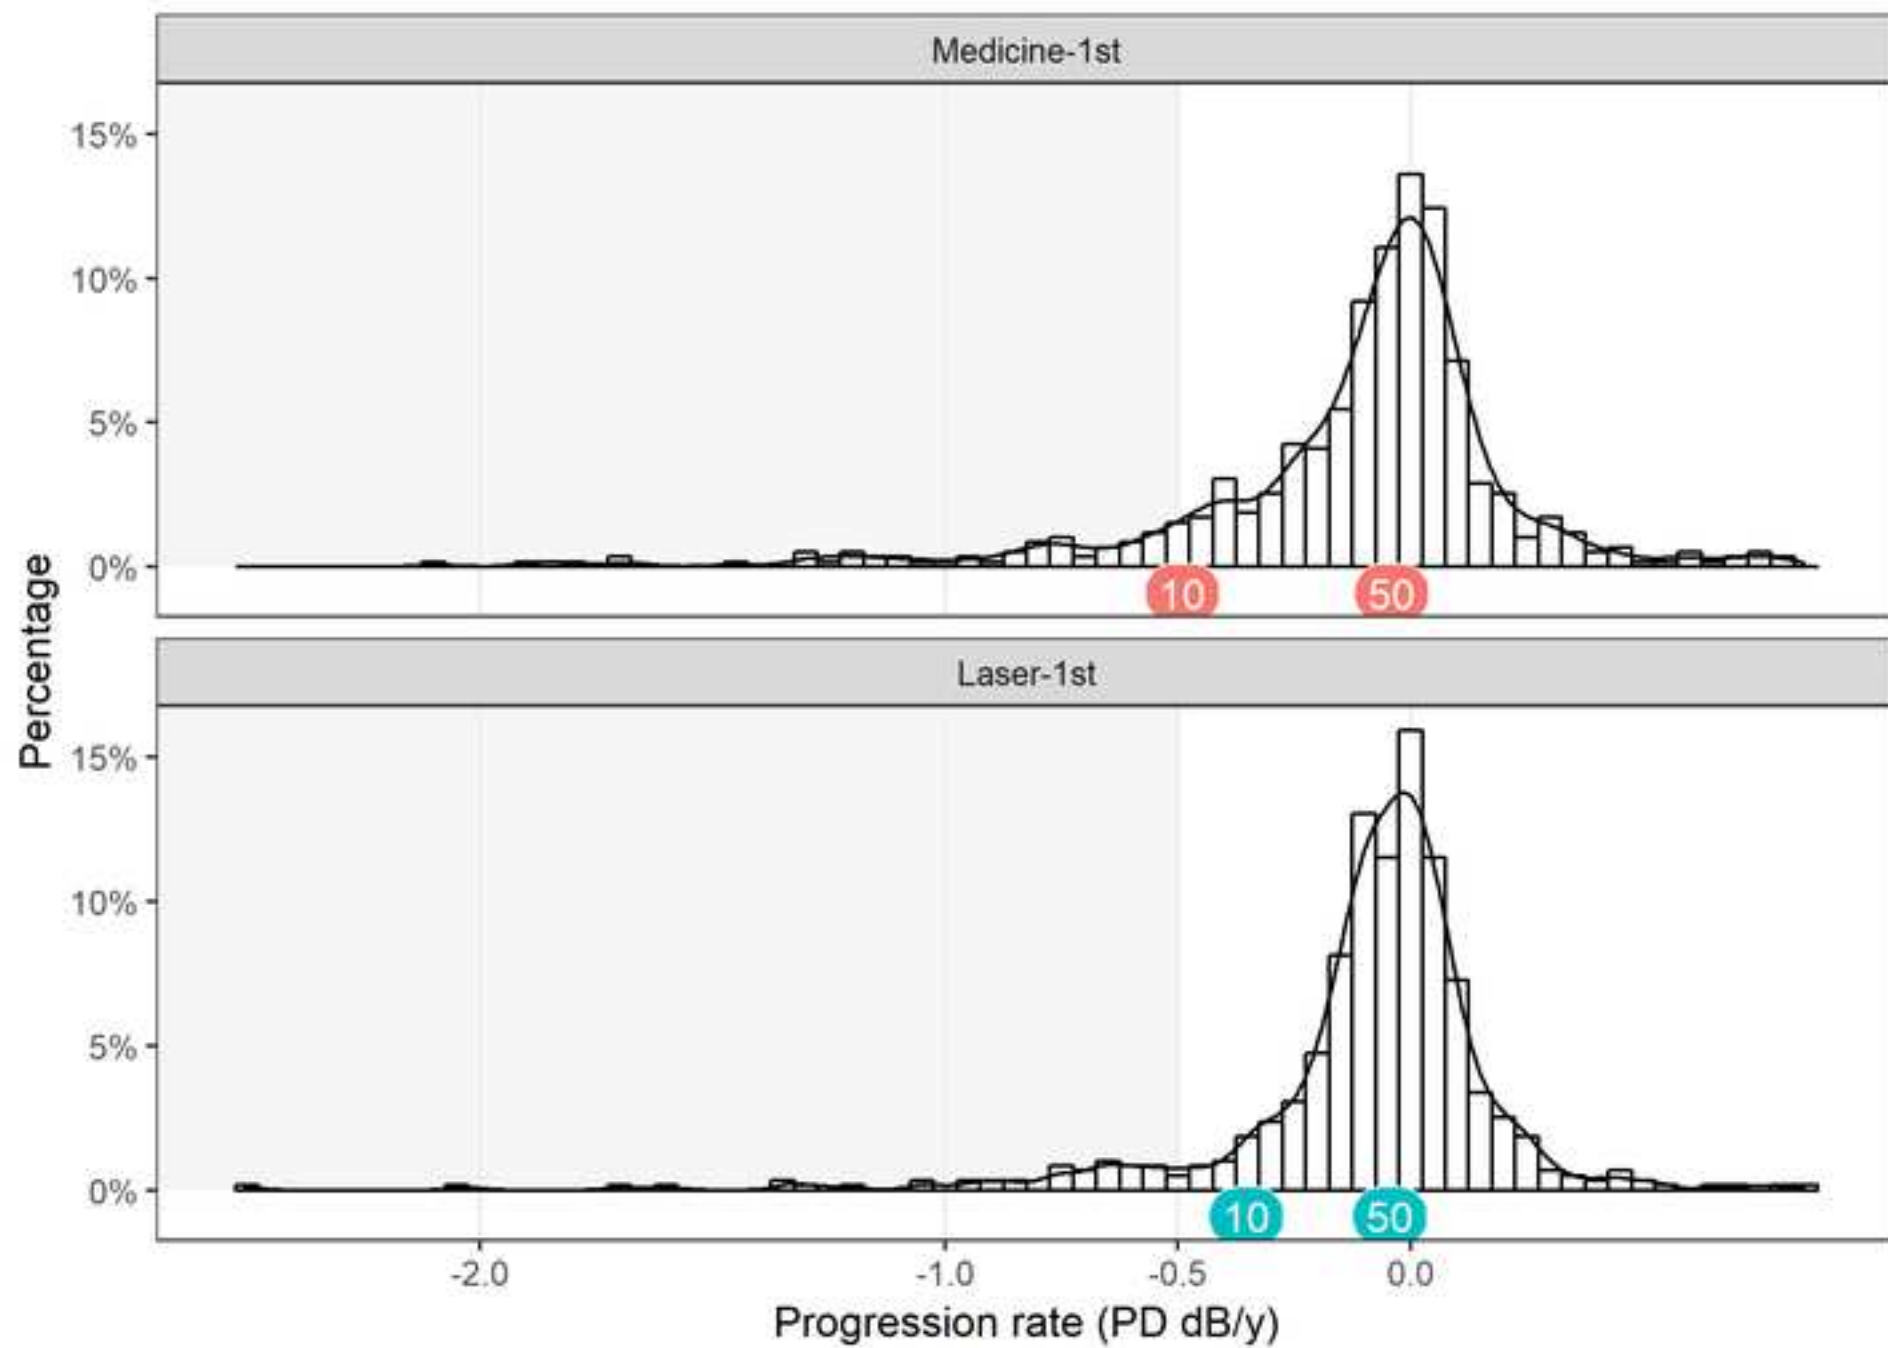 Medicine-1st
15%
10%
5%
0%
10 50
Laser-1st
15%
10%
5%
0%
10 50
-2.0 -1.0 -0.5 0.0
Percentage
Progression rate (PD dB/y)